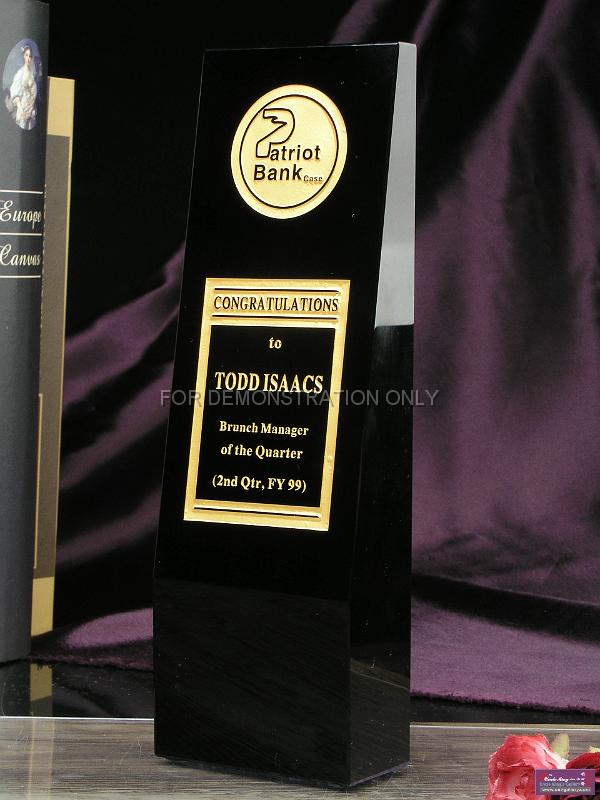 Europe
Canvas
Patriot
Bank Case
CONGRATULATIONS
to
TODD ISAACS
FOR DEMONSTRATION ONLY
Brunch Manager
of the Quarter
(2nd Qtr, FY 99)